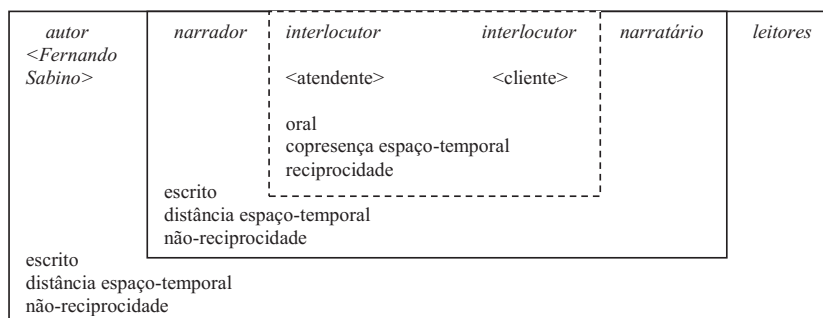 autor narrador interlocutor interlocutor narratário leitores
<Fernando
Sabino> <atendente> <cliente>
oral
copresença espaço-temporal
reciprocidade
escrito
distância espaço-temporal
não-reciprocidade
escrito
distância espaço-temporal
não-reciprocidade